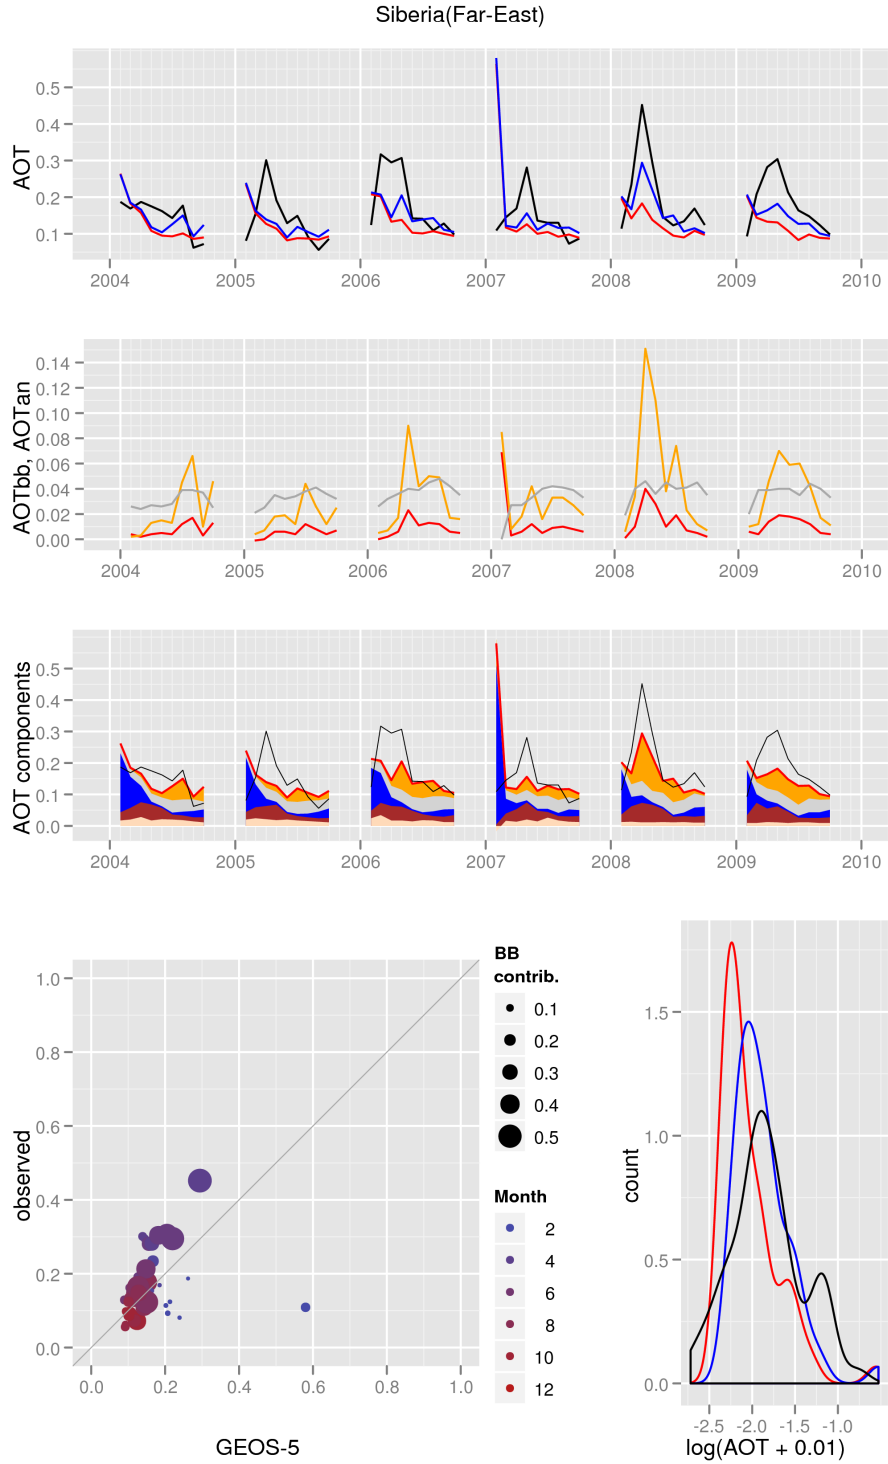 Siberia(Far-East)
AOT
0.5
0.4
0.3
0.2
0.1
2004 2005 2006 2007 2008 2009 2010
AOTbb, AOTan
0.14
0.12
0.10
0.08
0.06
0.04
0.02
0.00
2004 2005 2006 2007 2008 2009 2010
AOT components
0.5
0.4
0.3
0.2
0.1
0.0
2004 2005 2006 2007 2008 2009 2010
observed
1.0
0.8
0.6
0.4
0.2
0.0
0.0 0.2 0.4 0.6 0.8 1.0
GEOS-5
BB
contrib.
0.1
0.2
0.3
0.4
0.5
Month
2
4
6
8
10
12
count
1.5
1.0
0.5
0.0
-2.5 -2.0 -1.5 -1.0
log(AOT + 0.01)